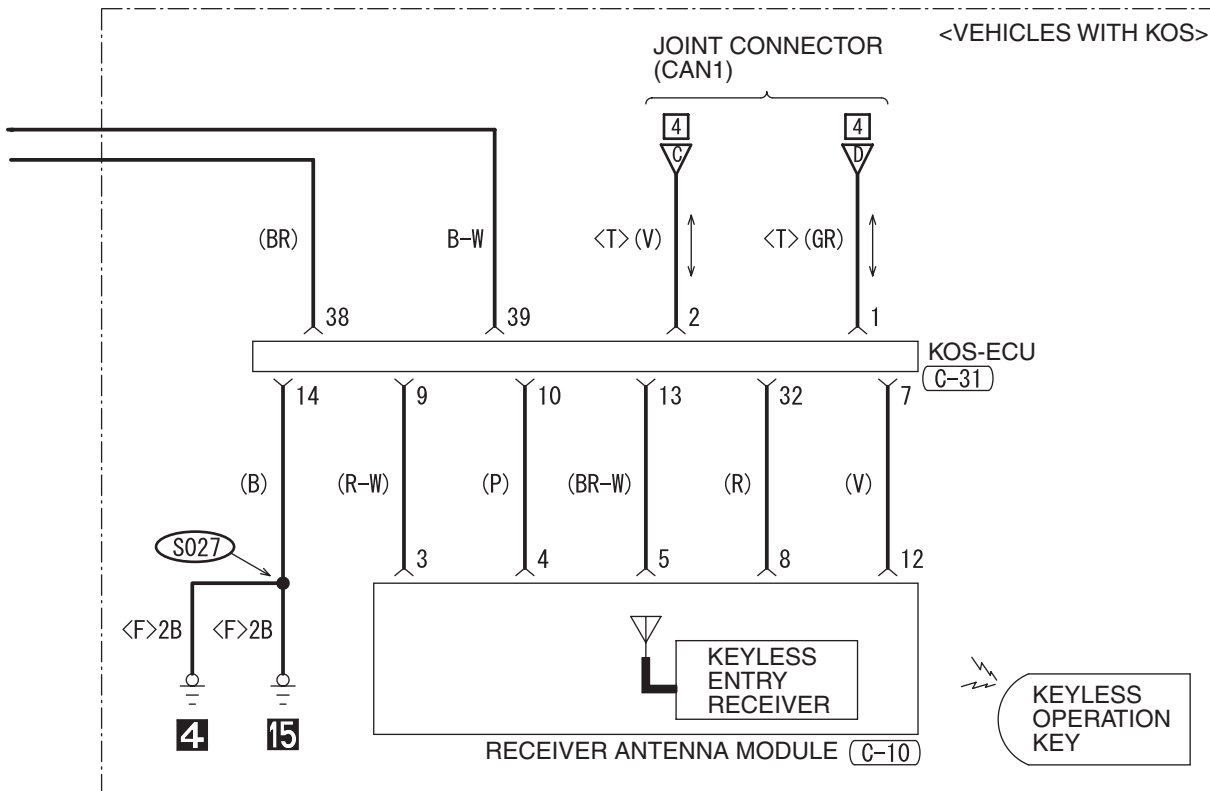 <VEHICLES WITH KOS>
JOINT CONNECTOR
(CAN1)
4 4
C D
(BR) B-W <T>(V) <T>(GR)
38 39 2 1
KOS-ECU
C-31
14 9 10 13 32 7
(B) (R-W) (P) (BR-W) (R) (V)
S027
3 4 5 8 12
<F>2B <F>2B
KEYLESS
ENTRY
RECEIVER
KEYLESS
OPERATION
KEY
4 15
RECEIVER ANTENNA MODULE C-10